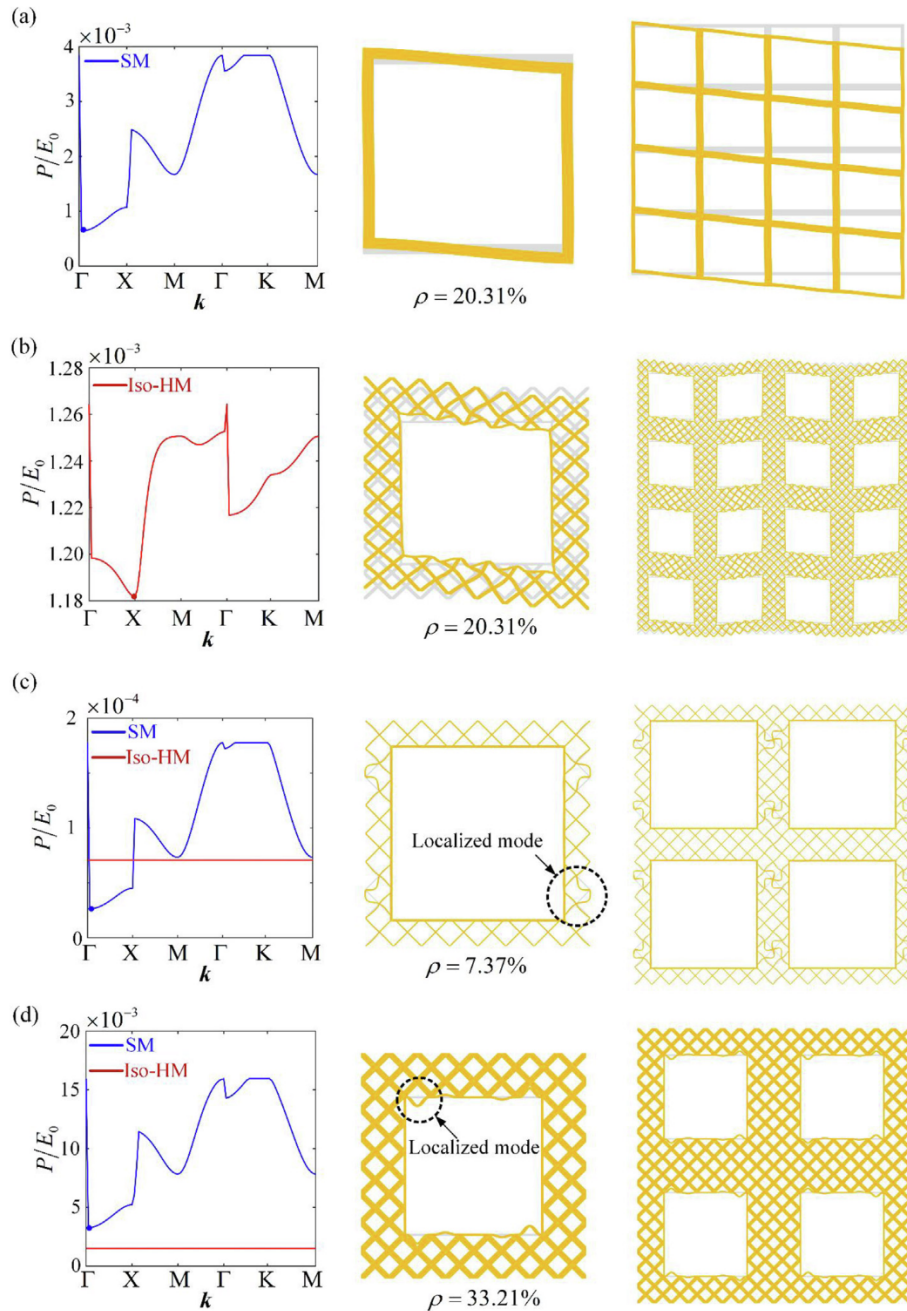 (a)
×10⁻³
4
SM
3
P/E₀
2
1
0
Γ X M Γ K M
k
ρ = 20.31%
(b)
×10⁻³
1.28
Iso-HM
1.26
1.24
P/E₀
1.22
1.20
1.18
Γ X M Γ K M
k
ρ = 20.31%
(c)
×10⁻⁴
2
SM
Iso-HM
P/E₀
1
0
Γ X M Γ K M
k
Localized mode
ρ = 7.37%
(d)
×10⁻³
20
SM
Iso-HM
15
P/E₀
10
5
0
Γ X M Γ K M
k
Localized mode
ρ = 33.21%